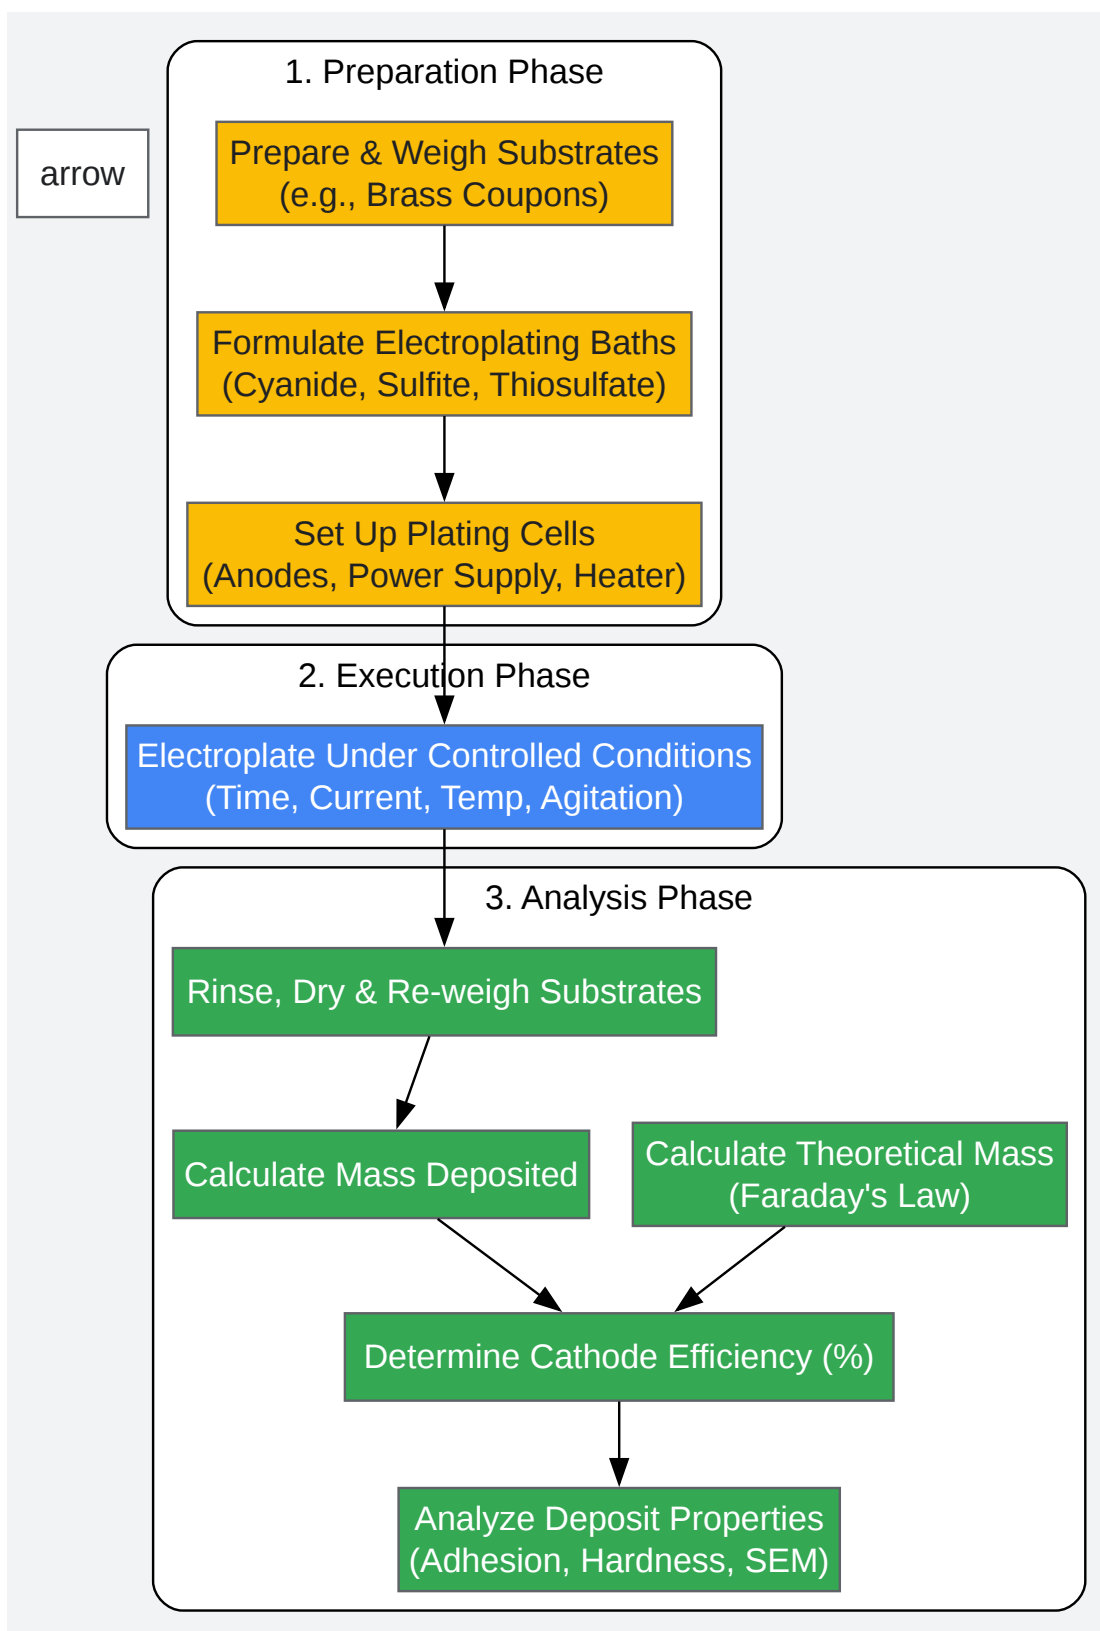 1. Preparation Phase
arrow
Prepare & Weigh Substrates
(e.g., Brass Coupons)
Formulate Electroplating Baths
(Cyanide, Sulfite, Thiosulfate)
Set Up Plating Cells
(Anodes, Power Supply, Heater)
2. Execution Phase
Electroplate Under Controlled Conditions
(Time, Current, Temp, Agitation)
3. Analysis Phase
Rinse, Dry & Re-weigh Substrates
Calculate Mass Deposited
Calculate Theoretical Mass
(Faraday's Law)
Determine Cathode Efficiency (%)
Analyze Deposit Properties
(Adhesion, Hardness, SEM)